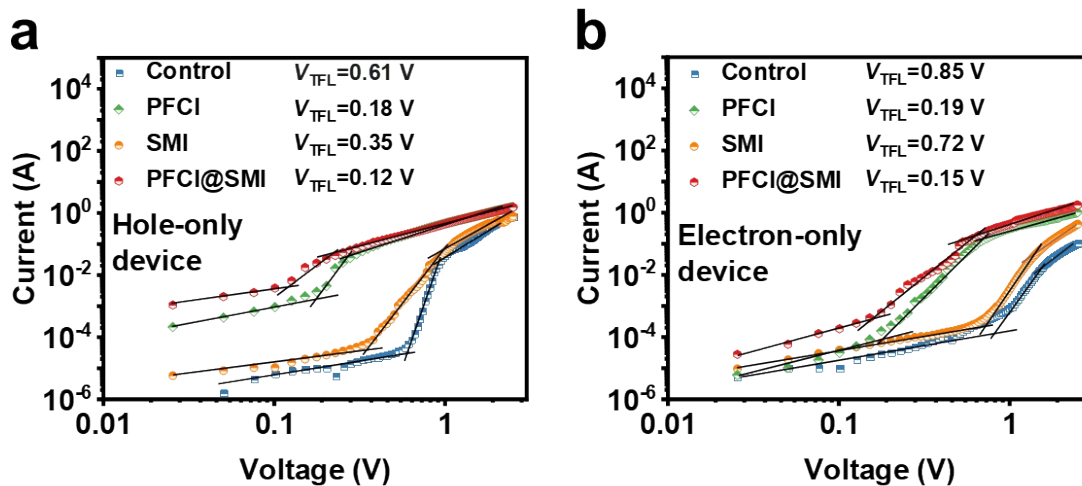 a
Control V_TFL=0.61 V
PFCl V_TFL=0.18 V
SMI V_TFL=0.35 V
PFCl@SMI V_TFL=0.12 V
Hole-only
device
Current (A)
10^4
10^2
10^0
10^-2
10^-4
10^-6
0.01 0.1 1
Voltage (V)
b
Control V_TFL=0.85 V
PFCl V_TFL=0.19 V
SMI V_TFL=0.72 V
PFCl@SMI V_TFL=0.15 V
Electron-only
device
Current (A)
10^4
10^2
10^0
10^-2
10^-4
10^-6
0.01 0.1 1
Voltage (V)